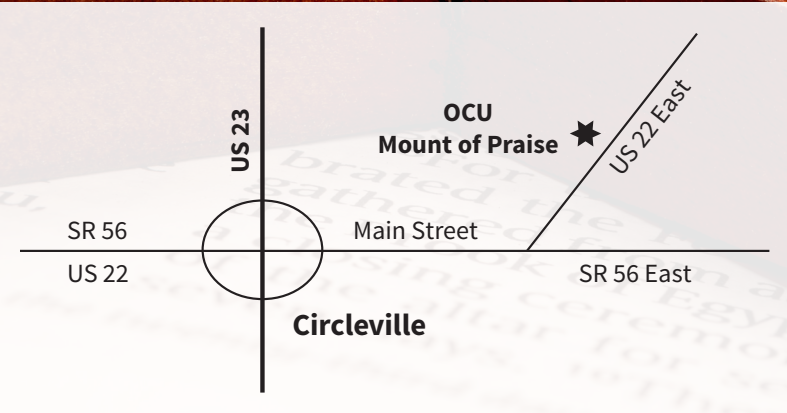 US 23
OCU
Mount of Praise
US 22 East
SR 56
Main Street
US 22
SR 56 East
Circleville